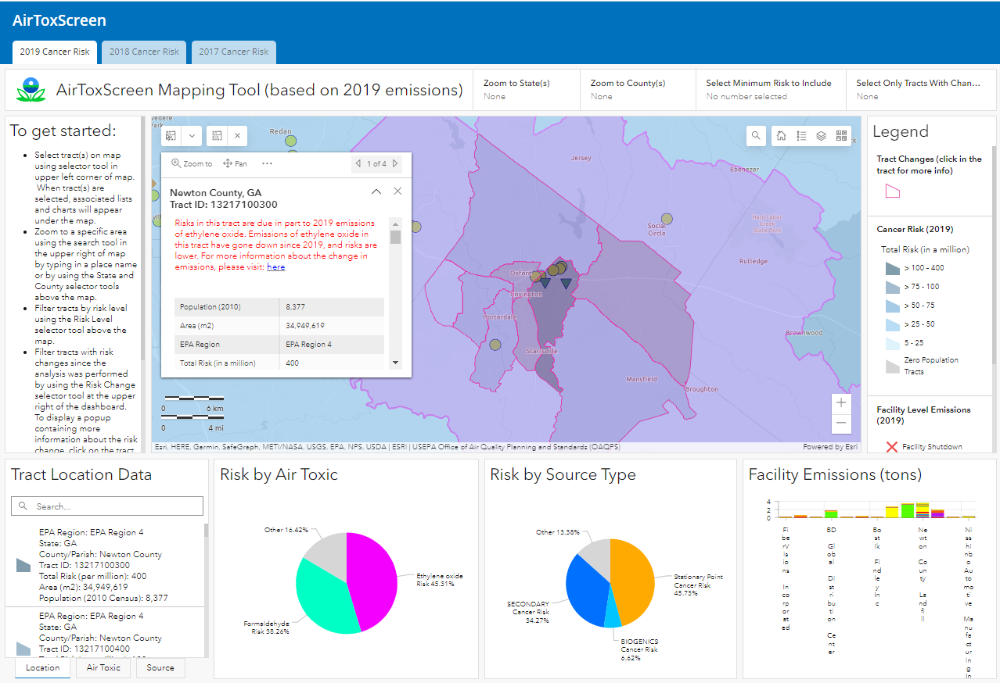 AirToxScreen
2019 Cancer Risk
2018 Cancer Risk
2017 Cancer Risk
AirToxScreen Mapping Tool (based on 2019 emissions)
Zoom to State(s)
None
Zoom to County(s)
None
Select Minimum Risk to Include
No number selected
Select Only Tracts With Chan...
None
To get started:
• Select tract(s) on map
using selector tool in
upper left corner of map.
When tract(s) are
selected, associated lists
and charts will appear
under the map.
• Zoom to a specific area
using the search tool in
the upper right of map
by typing in a place name
or by using the State and
County selector tools
above the map.
• Filter tracts by risk level
using the Risk Level
selector tool above the
map.
• Filter tracts with risk
changes since the
analysis was performed
by using the Risk Change
selector tool at the upper
right of the dashboard.
To display a popup
containing more
information about the risk
change, click on the tract
Redan
Zoom to
Pan
1 of 4
Newton County, GA
Tract ID: 13217100300
Risks in this tract are due in part to 2019 emissions
of ethylene oxide. Emissions of ethylene oxide in
this tract have gone down since 2019, and risks are
lower. For more information about the change in
emissions, please visit: here
Population (2010) 8,377
Area (m2) 34,949,619
EPA Region EPA Region 4
Total Risk (in a million) 400
Jersey
Ebenezer
Hard Labor
Creek
State Park
Social
Circle
Rutledge
Oxford
Covington
Porterdale
Brownwood
Starrsville
Mansfield
Broughton
0 6 km
0 4 mi
Esri, HERE, Garmin, SafeGraph, METI/NASA, USGS, EPA, NPS, USDA | ESRI | USEPA Office of Air Quality Planning and Standards (OAQPS)
Powered by Esri
Legend
Tract Changes (click in the
tract for more info)
Cancer Risk (2019)
Total Risk (in a million)
> 100 - 400
> 75 - 100
> 50 - 75
> 25 - 50
5 - 25
Zero Population
Tracts
Facility Level Emissions
(2019)
Facility Shutdown
Tract Location Data
Search...
EPA Region: EPA Region 4
State: GA
County/Parish: Newton County
Tract ID: 13217100300
Total Risk (per million): 400
Area (m2): 34,949,619
Population (2010 Census): 8,377
EPA Region: EPA Region 4
State: GA
County/Parish: Newton County
Tract ID: 13217100400
Location
Air Toxic
Source
Risk by Air Toxic
Other 16.42%
Ethylene oxide
Risk 45.31%
Formaldehyde
Risk 38.26%
Risk by Source Type
Other 13.38%
Stationary Point
Cancer Risk
45.73%
SECONDARY
Cancer Risk
34.27%
BIOGENICS
Cancer Risk
6.62%
Facility Emissions (tons)
4
2
0
FiberVisions Incorporated
BD Global Distribution Center
Bostik Findley Inc
Newton County Landfill
Nisshinbo Automotive Manufacturing In